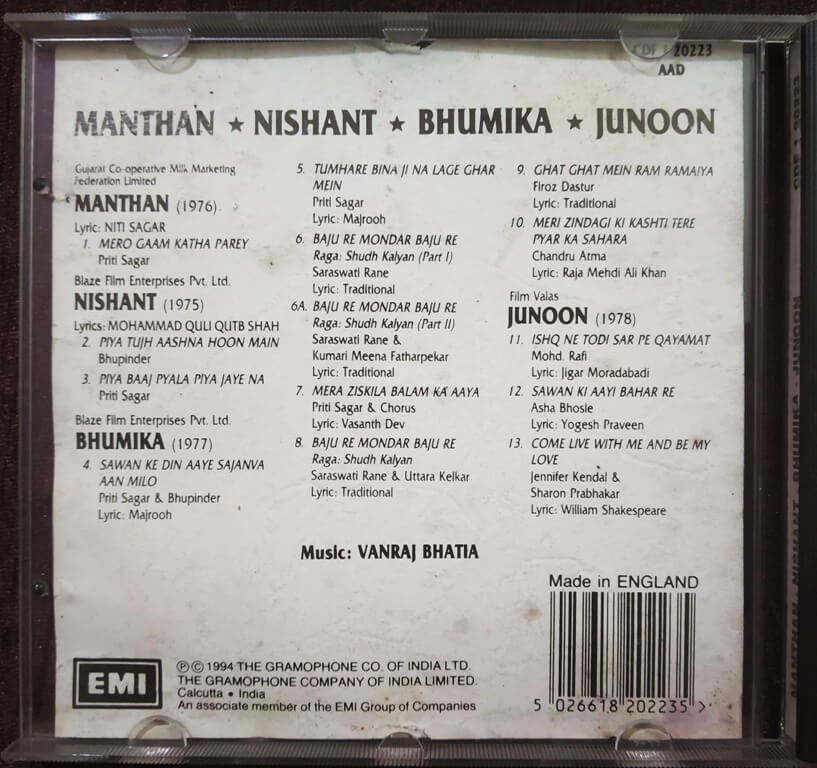 CDF 1 20223
AAD
MANTHAN ★ NISHANT ★ BHUMIKA ★ JUNOON
Gujarat Co-operative Milk Marketing
Federation Limited
MANTHAN (1976)
Lyric: NITI SAGAR
1. MERO GAAM KATHA PAREY
Priti Sagar
Blaze Film Enterprises Pvt. Ltd.
NISHANT (1975)
Lyrics: MOHAMMAD QULI QUTB SHAH
2. PIYA TUJH AASHNA HOON MAIN
Bhupinder
3. PIYA BAAJ PYALA PIYA JAYE NA
Priti Sagar
Blaze Film Enterprises Pvt. Ltd.
BHUMIKA (1977)
4. SAWAN KE DIN AAYE SAJANVA
AAN MILO
Priti Sagar & Bhupinder
Lyric: Majrooh
5. TUMHARE BINA JI NA LAGE GHAR
MEIN
Priti Sagar
Lyric: Majrooh
6. BAJU RE MONDAR BAJU RE
Raga: Shudh Kalyan (Part I)
Saraswati Rane
Lyric: Traditional
6A. BAJU RE MONDAR BAJU RE
Raga: Shudh Kalyan (Part II)
Saraswati Rane &
Kumari Meena Fatharpekar
Lyric: Traditional
7. MERA ZISKILA BALAM KA AAYA
Priti Sagar & Chorus
Lyric: Vasanth Dev
8. BAJU RE MONDAR BAJU RE
Raga: Shudh Kalyan
Saraswati Rane & Uttara Kelkar
Lyric: Traditional
9. GHAT GHAT MEIN RAM RAMAIYA
Firoz Dastur
Lyric: Traditional
10. MERI ZINDAGI KI KASHTI TERE
PYAR KA SAHARA
Chandru Atma
Lyric: Raja Mehdi Ali Khan
Film Valas
JUNOON (1978)
11. ISHQ NE TODI SAR PE QAYAMAT
Mohd. Rafi
Lyric: Jigar Moradabadi
12. SAWAN KI AAYI BAHAR RE
Asha Bhosle
Lyric: Yogesh Praveen
13. COME LIVE WITH ME AND BE MY
LOVE
Jennifer Kendal &
Sharon Prabhakar
Lyric: William Shakespeare
Music: VANRAJ BHATIA
Made in ENGLAND
5 026618 202235 >
EMI
℗ © 1994 THE GRAMOPHONE CO. OF INDIA LTD.
THE GRAMOPHONE COMPANY OF INDIA LIMITED.
Calcutta • India
An associate member of the EMI Group of Companies
MANTHAN - NISHANT - BHUMIKA - JUNOON
CDF 1 20223